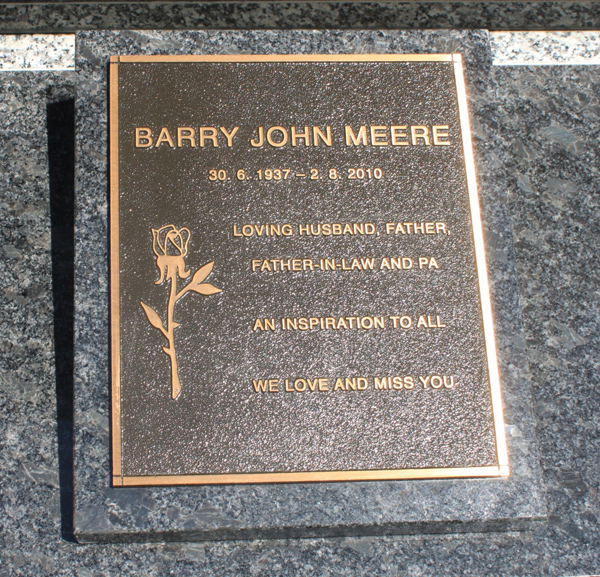 BARRY JOHN MEERE
30. 6. 1937 – 2. 8. 2010
LOVING HUSBAND, FATHER,
FATHER-IN-LAW AND PA
AN INSPIRATION TO ALL
WE LOVE AND MISS YOU